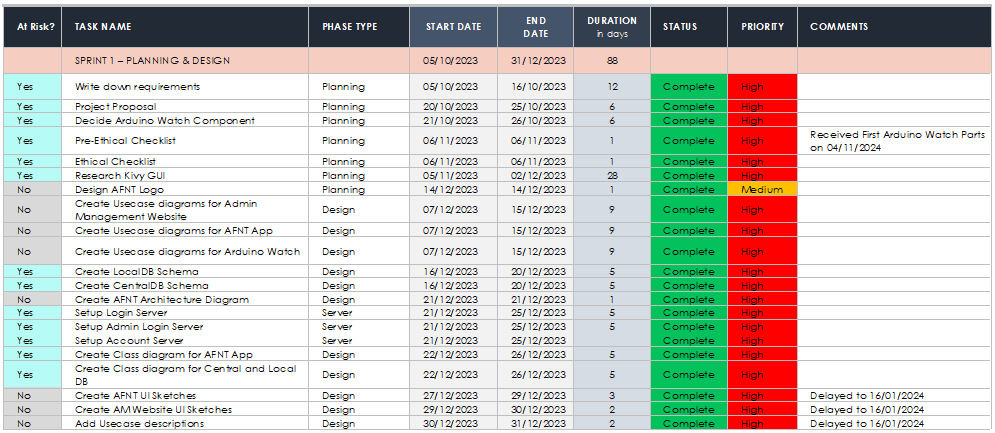 At Risk? TASK NAME PHASE TYPE START DATE END DATE DURATION in days STATUS PRIORITY COMMENTS
SPRINT 1 – PLANNING & DESIGN 05/10/2023 31/12/2023 88
Yes Write down requirements Planning 05/10/2023 16/10/2023 12 Complete High
Yes Project Proposal Planning 20/10/2023 25/10/2023 6 Complete High
Yes Decide Arduino Watch Component Planning 21/10/2023 26/10/2023 6 Complete High
Yes Pre-Ethical Checklist Planning 06/11/2023 06/11/2023 1 Complete High Received First Arduino Watch Parts on 04/11/2024
Yes Ethical Checklist Planning 06/11/2023 06/11/2023 1 Complete High
Yes Research Kivy GUI Planning 05/11/2023 02/12/2023 28 Complete High
No Design AFNT Logo Planning 14/12/2023 14/12/2023 1 Complete Medium
No Create Usecase diagrams for Admin Management Website Design 07/12/2023 15/12/2023 9 Complete High
No Create Usecase diagrams for AFNT App Design 07/12/2023 15/12/2023 9 Complete High
No Create Usecase diagrams for Arduino Watch Design 07/12/2023 15/12/2023 9 Complete High
Yes Create LocalDB Schema Design 16/12/2023 20/12/2023 5 Complete High
Yes Create CentralDB Schema Design 16/12/2023 20/12/2023 5 Complete High
No Create AFNT Architecture Diagram Design 21/12/2023 21/12/2023 1 Complete High
Yes Setup Login Server Server 21/12/2023 25/12/2023 5 Complete High
Yes Setup Admin Login Server Server 21/12/2023 25/12/2023 5 Complete High
Yes Setup Account Server Server 21/12/2023 25/12/2023 Complete High
Yes Create Class diagram for AFNT App Design 22/12/2023 26/12/2023 5 Complete High
Yes Create Class diagram for Central and Local DB Design 22/12/2023 26/12/2023 5 Complete High
No Create AFNT UI Sketches Design 27/12/2023 29/12/2023 3 Complete High Delayed to 16/01/2024
No Create AM Website UI Sketches Design 29/12/2023 30/12/2023 2 Complete High Delayed to 16/01/2024
No Add Usecase descriptions Design 30/12/2023 31/12/2023 2 Complete High Delayed to 16/01/2024